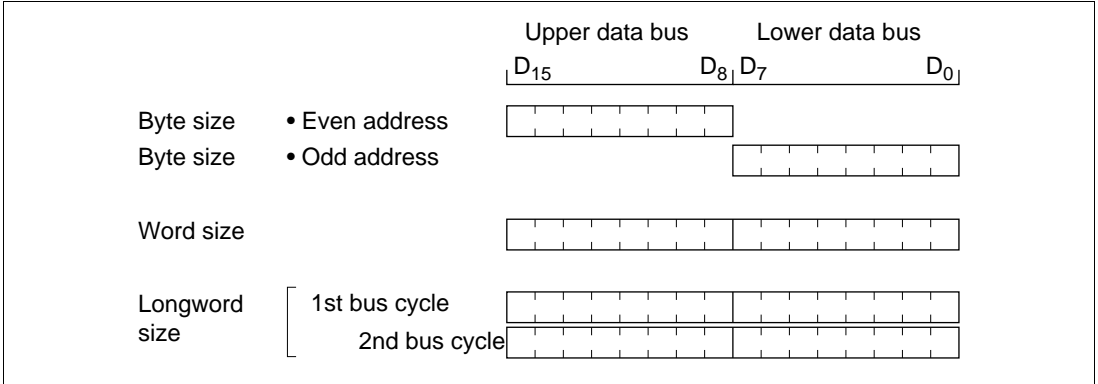 Upper data bus Lower data bus
D15 D8 D7 D0
Byte size • Even address
Byte size • Odd address
Word size
Longword size 1st bus cycle
2nd bus cycle